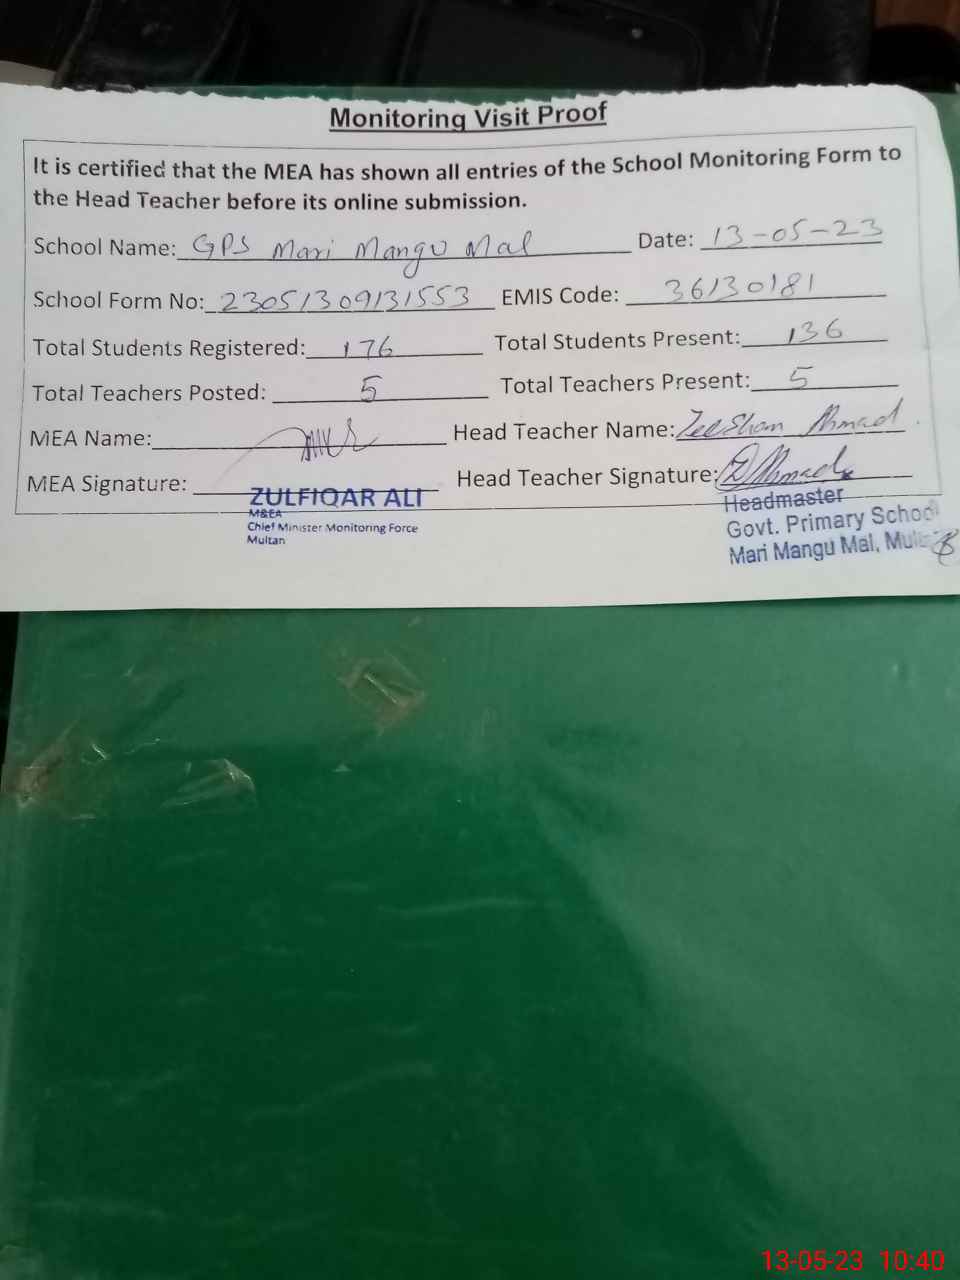 Monitoring Visit Proof
It is certified that the MEA has shown all entries of the School Monitoring Form to
the Head Teacher before its online submission.
School Name: GPS Mari Mangu Mal Date: 13-05-23
School Form No: 23051309131553 EMIS Code: 36130181
Total Students Registered: 176 Total Students Present: 136
Total Teachers Posted: 5 Total Teachers Present: 5
MEA Name: Head Teacher Name: Zeeshan Ahmad
MEA Signature: Head Teacher Signature: Ahmad
ZULFIQAR ALI
M&EA
Chief Minister Monitoring Force
Multan
Headmaster
Govt. Primary School
Mari Mangu Mal,
13-05-23 10:40